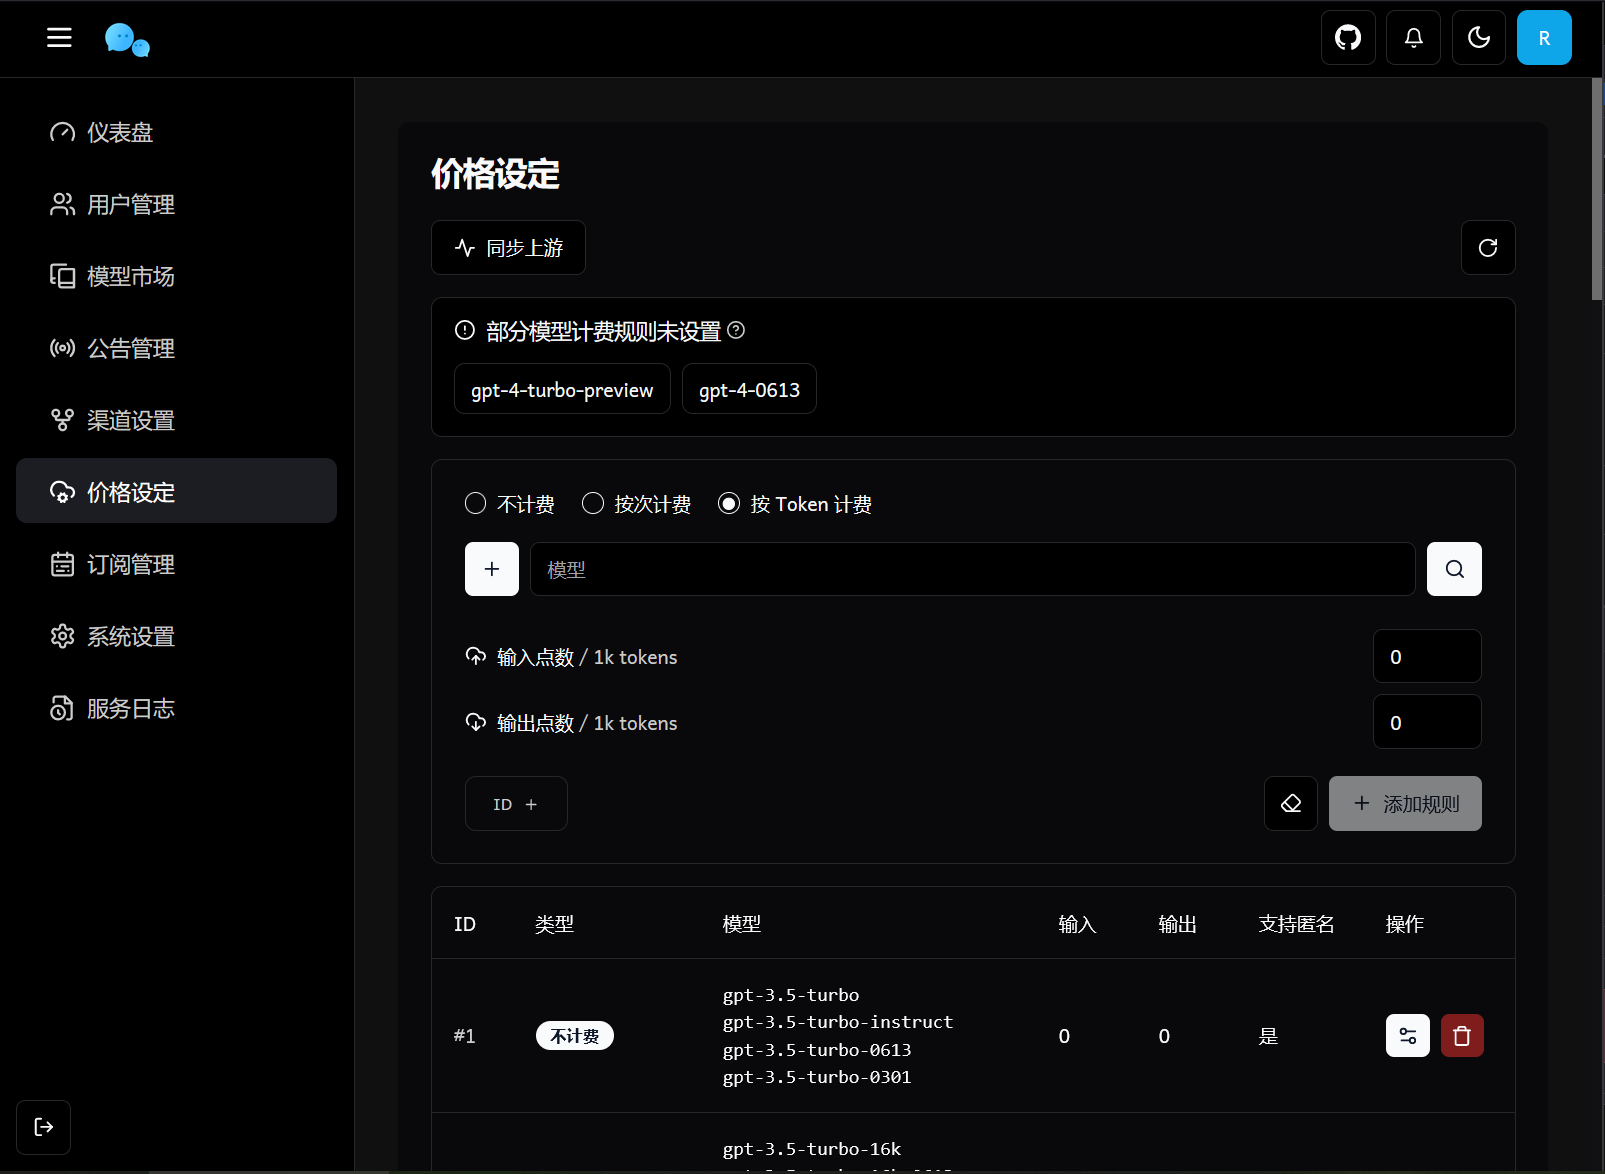 R
仪表盘
用户管理
模型市场
公告管理
渠道设置
价格设定
订阅管理
系统设置
服务日志
价格设定
同步上游
部分模型计费规则未设置
gpt-4-turbo-preview gpt-4-0613
不计费 按次计费 按 Token 计费
模型
输入点数 / 1k tokens 0
输出点数 / 1k tokens 0
ID + + 添加规则
ID 类型 模型 输入 输出 支持匿名 操作
#1 不计费
gpt-3.5-turbo
gpt-3.5-turbo-instruct
gpt-3.5-turbo-0613
gpt-3.5-turbo-0301
0 0 是
gpt-3.5-turbo-16k